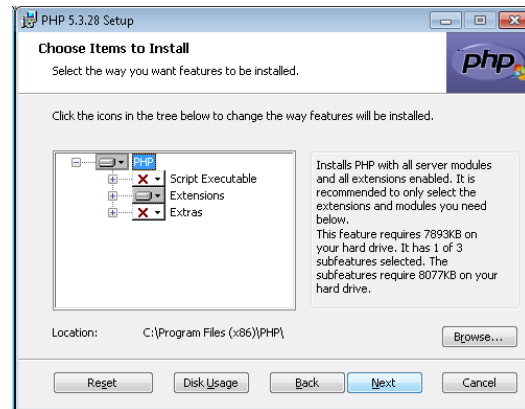 PHP 5.3.28 Setup
Choose Items to Install
Select the way you want features to be installed.
php
Click the icons in the tree below to change the way features will be installed.
PHP
Script Executable
Extensions
Extras
Installs PHP with all server modules
and all extensions enabled. It is
recommended to only select the
extensions and modules you need
below.
This feature requires 7893KB on
your hard drive. It has 1 of 3
subfeatures selected. The
subfeatures require 8077KB on your
hard drive.
Location: C:\Program Files (x86)\PHP\
Browse...
Reset Disk Usage Back Next Cancel